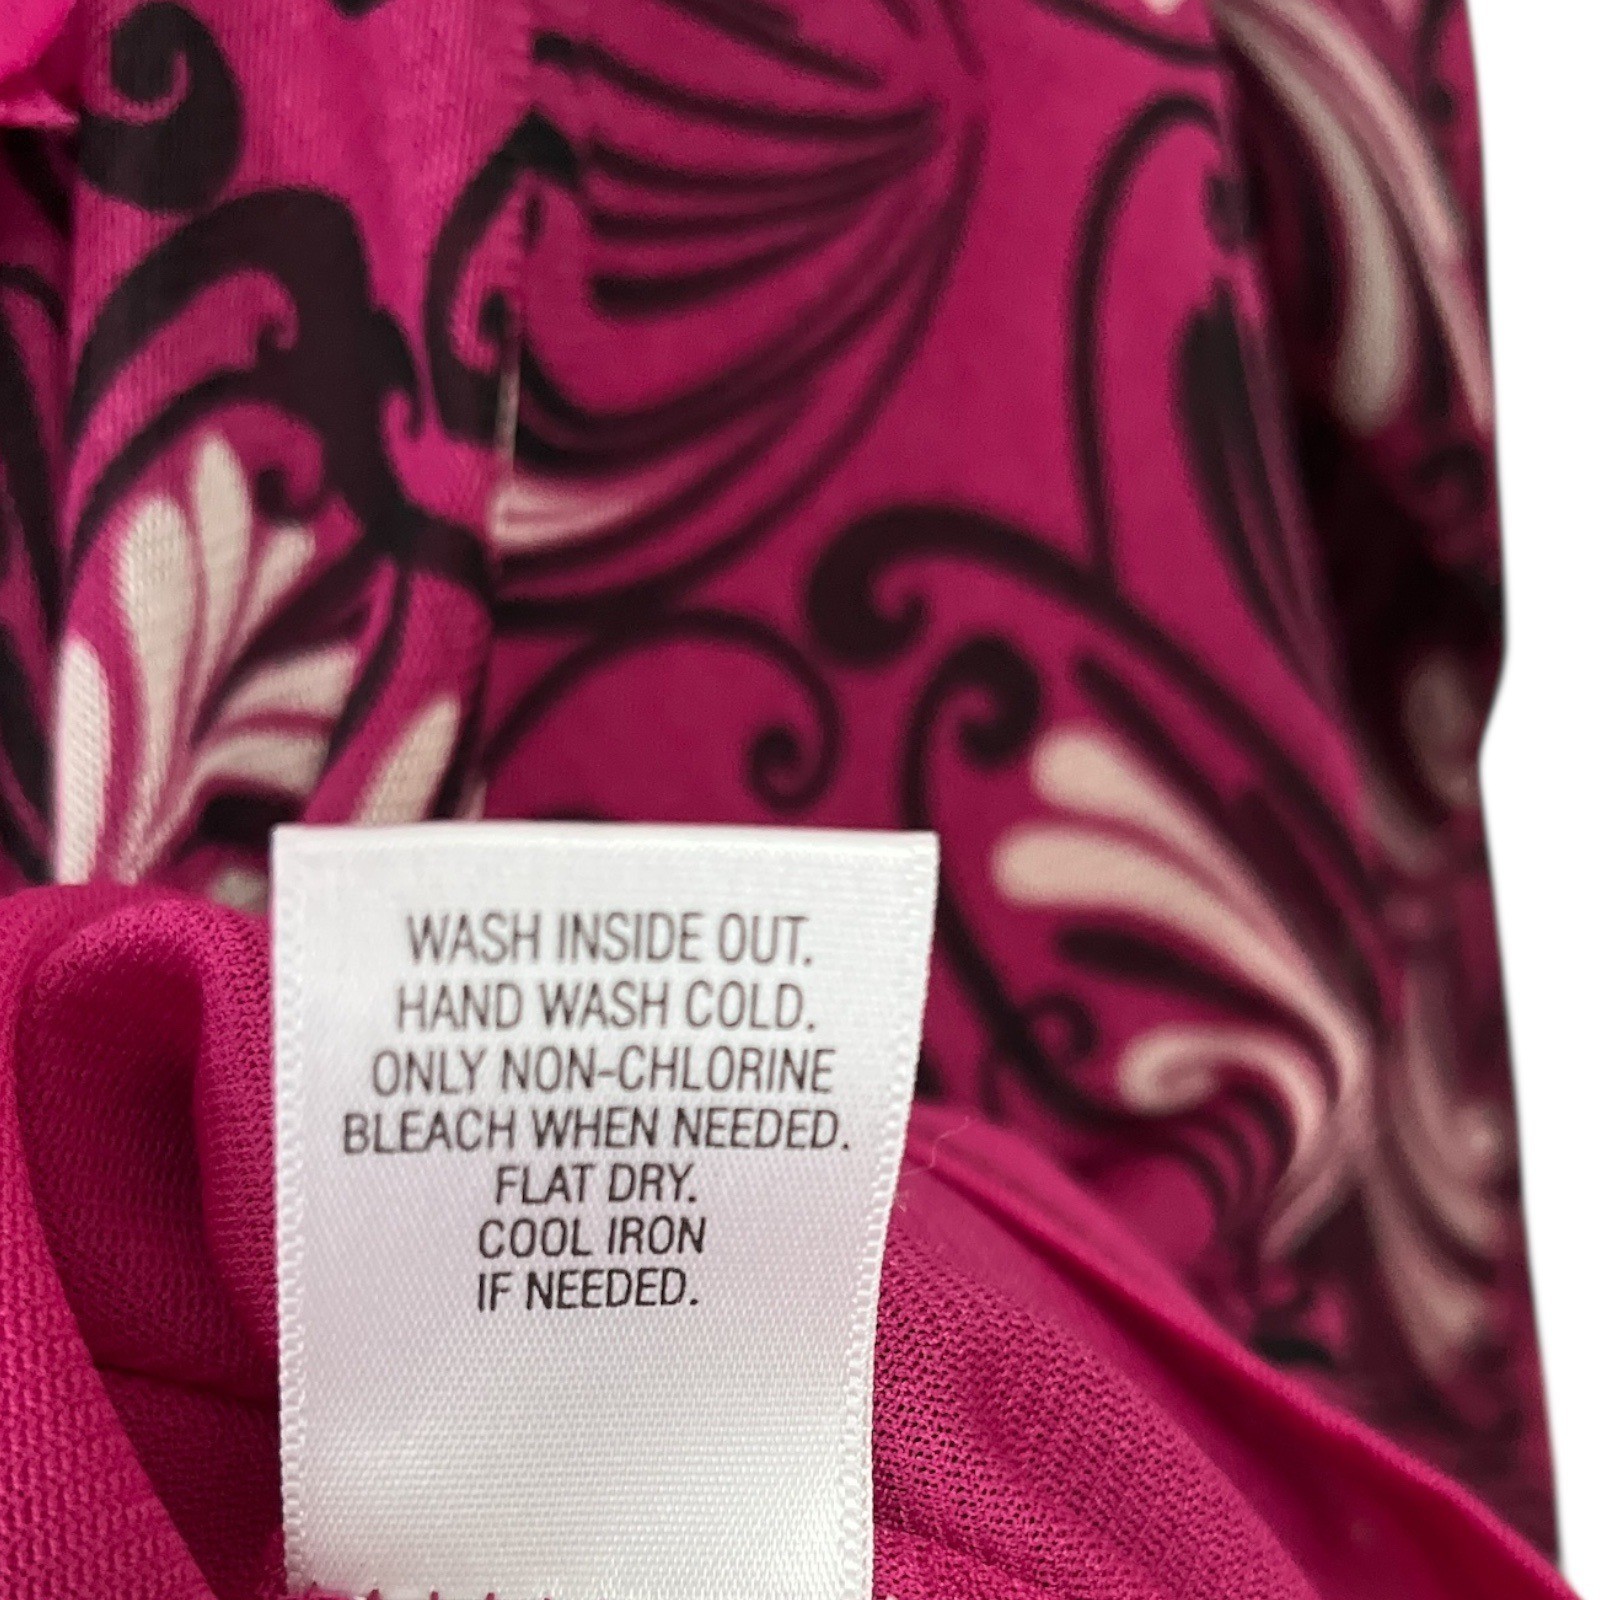 WASH INSIDE OUT.
HAND WASH COLD.
ONLY NON-CHLORINE
BLEACH WHEN NEEDED.
FLAT DRY.
COOL IRON
IF NEEDED.